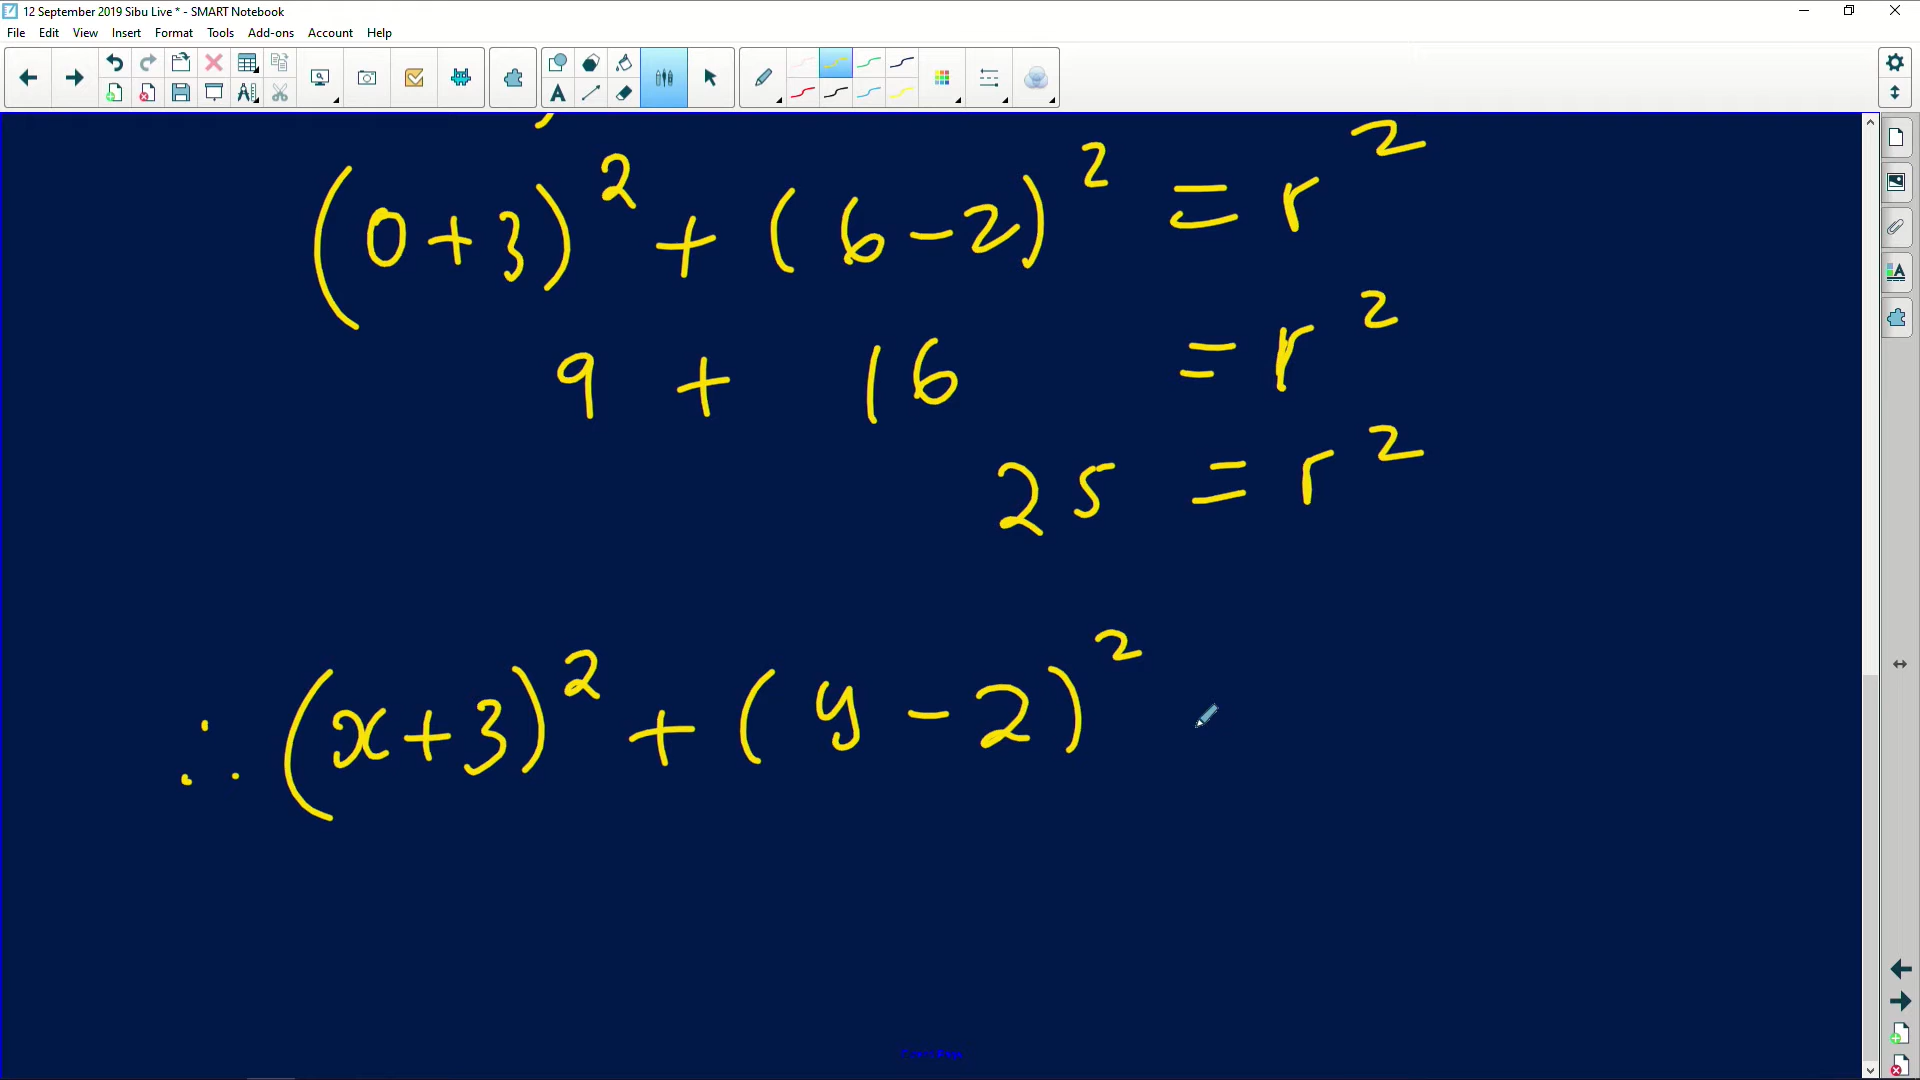 12 September 2019 Sibu Live * - SMART Notebook
File Edit View Insert Format Tools Add-ons Account Help
(0+3)² + (6-2)² = r²
9 + 16 = r²
25 = r²
∴ (x+3)² + (y-2)²